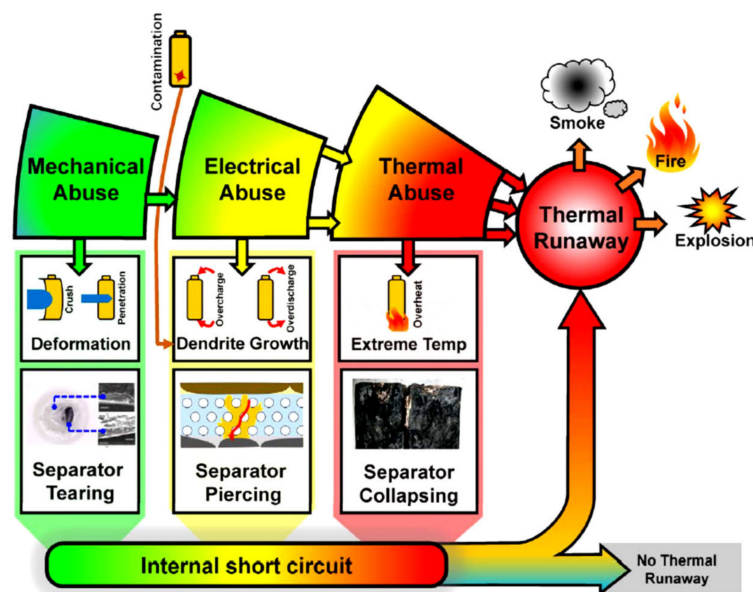 Contamination
Mechanical
Abuse
Electrical
Abuse
Thermal
Abuse
Smoke
Fire
Explosion
Thermal
Runaway
Crush
Penetration
Deformation
Overcharge
Overdischarge
Dendrite Growth
Overheat
Extreme Temp
Separator
Tearing
Separator
Piercing
Separator
Collapsing
Internal short circuit
No Thermal
Runaway